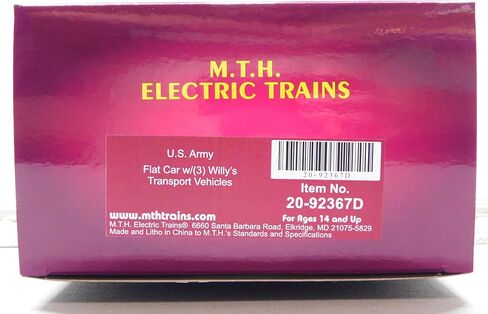 M.T.H.
ELECTRIC TRAINS
U.S. Army
Flat Car w/(3) Willy's
Transport Vehicles
20-92367D
Item No.
20-92367D
www.mthtrains.com
For Ages 14 and Up
M.T.H. Electric Trains® 6660 Santa Barbara Road, Elkridge, MD 21075-5829
Made and Litho in China to M.T.H.'s Standards and Specifications